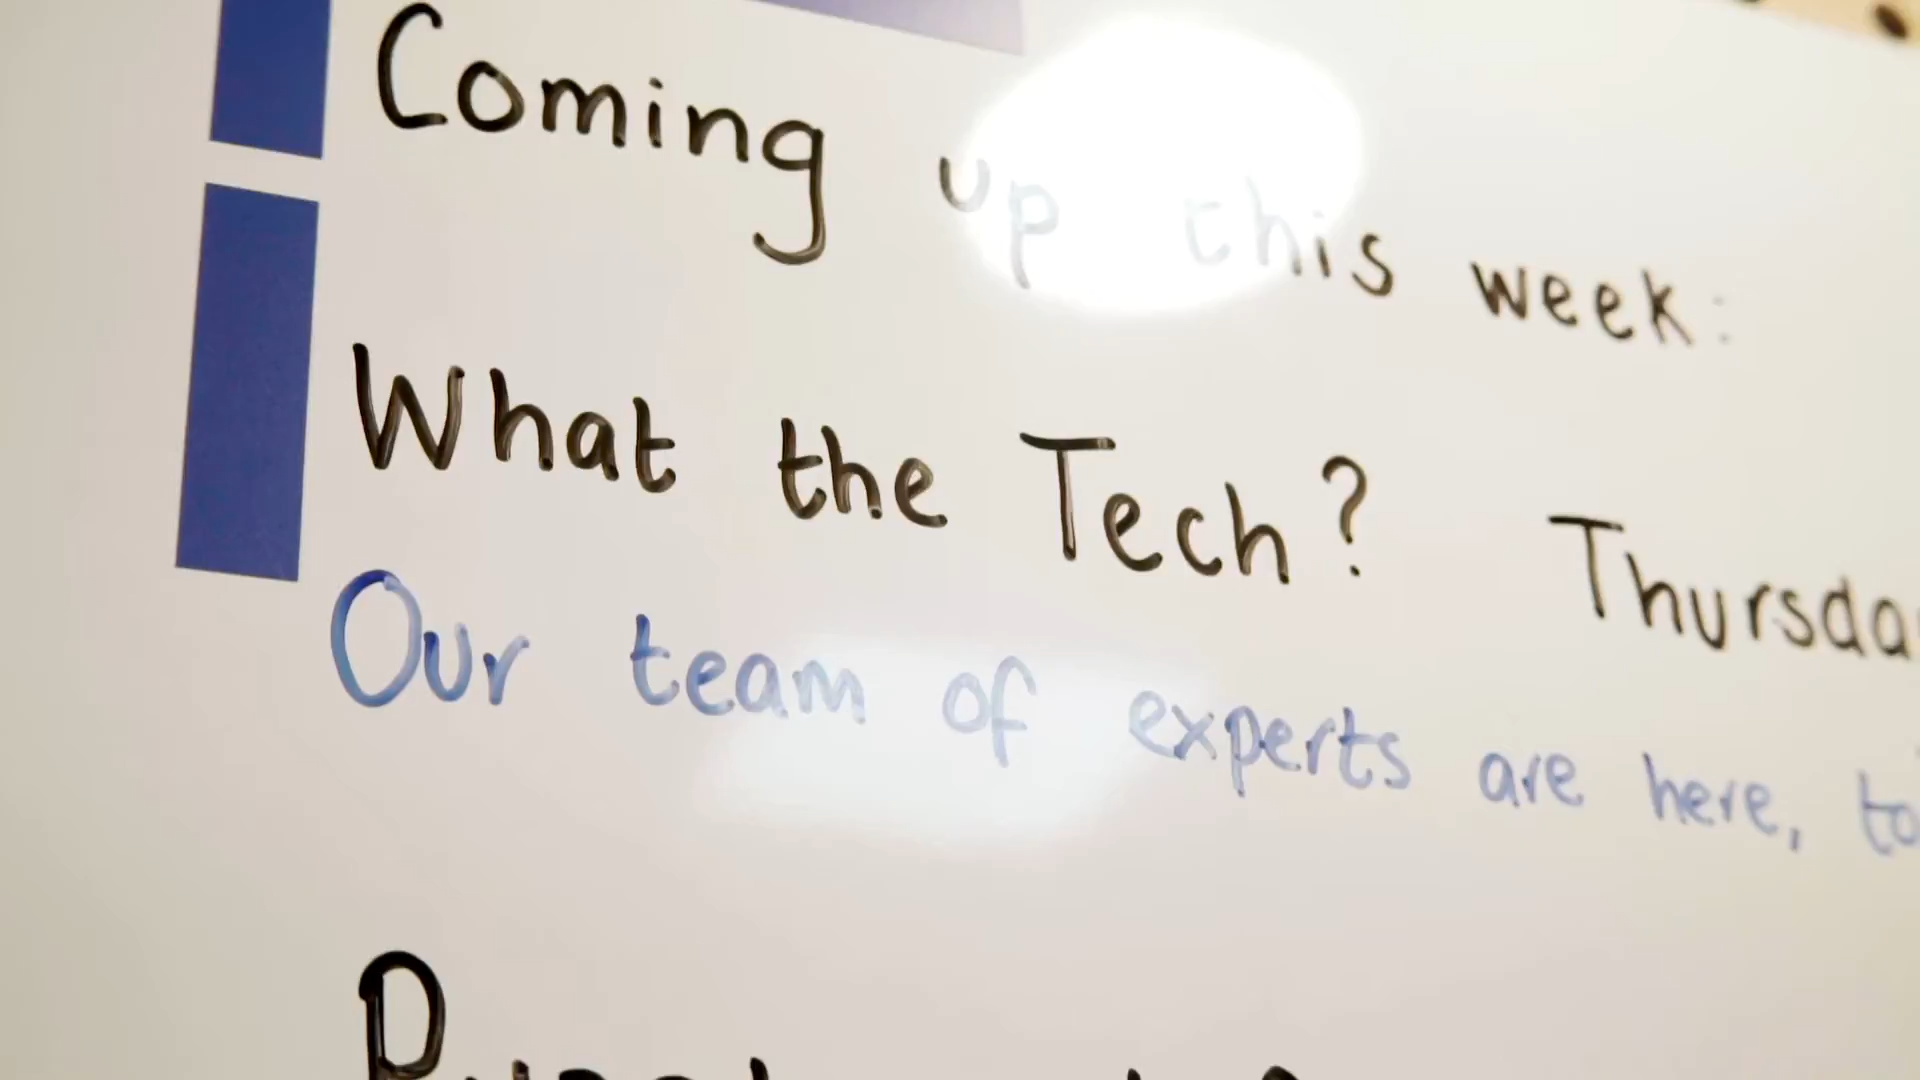 Coming up this week:
What the Tech? Thursda
Our team of experts are here, to